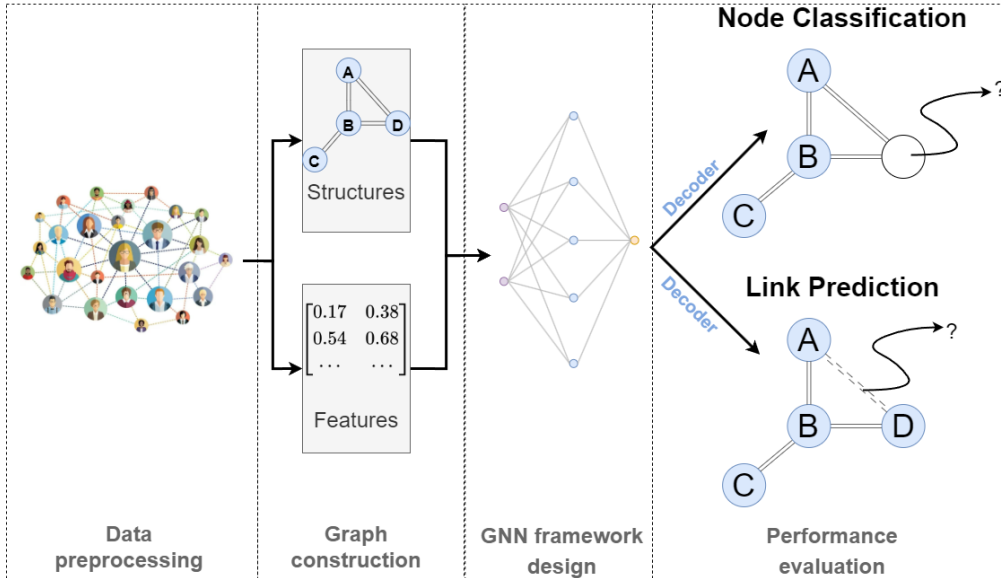 Node Classification
A
B
D
C
Structures
0.17 0.38
0.54 0.68
... ...
Features
Decoder
Decoder
A
B
C
?
Link Prediction
A
B
D
C
?
Data
preprocessing
Graph
construction
GNN framework
design
Performance
evaluation